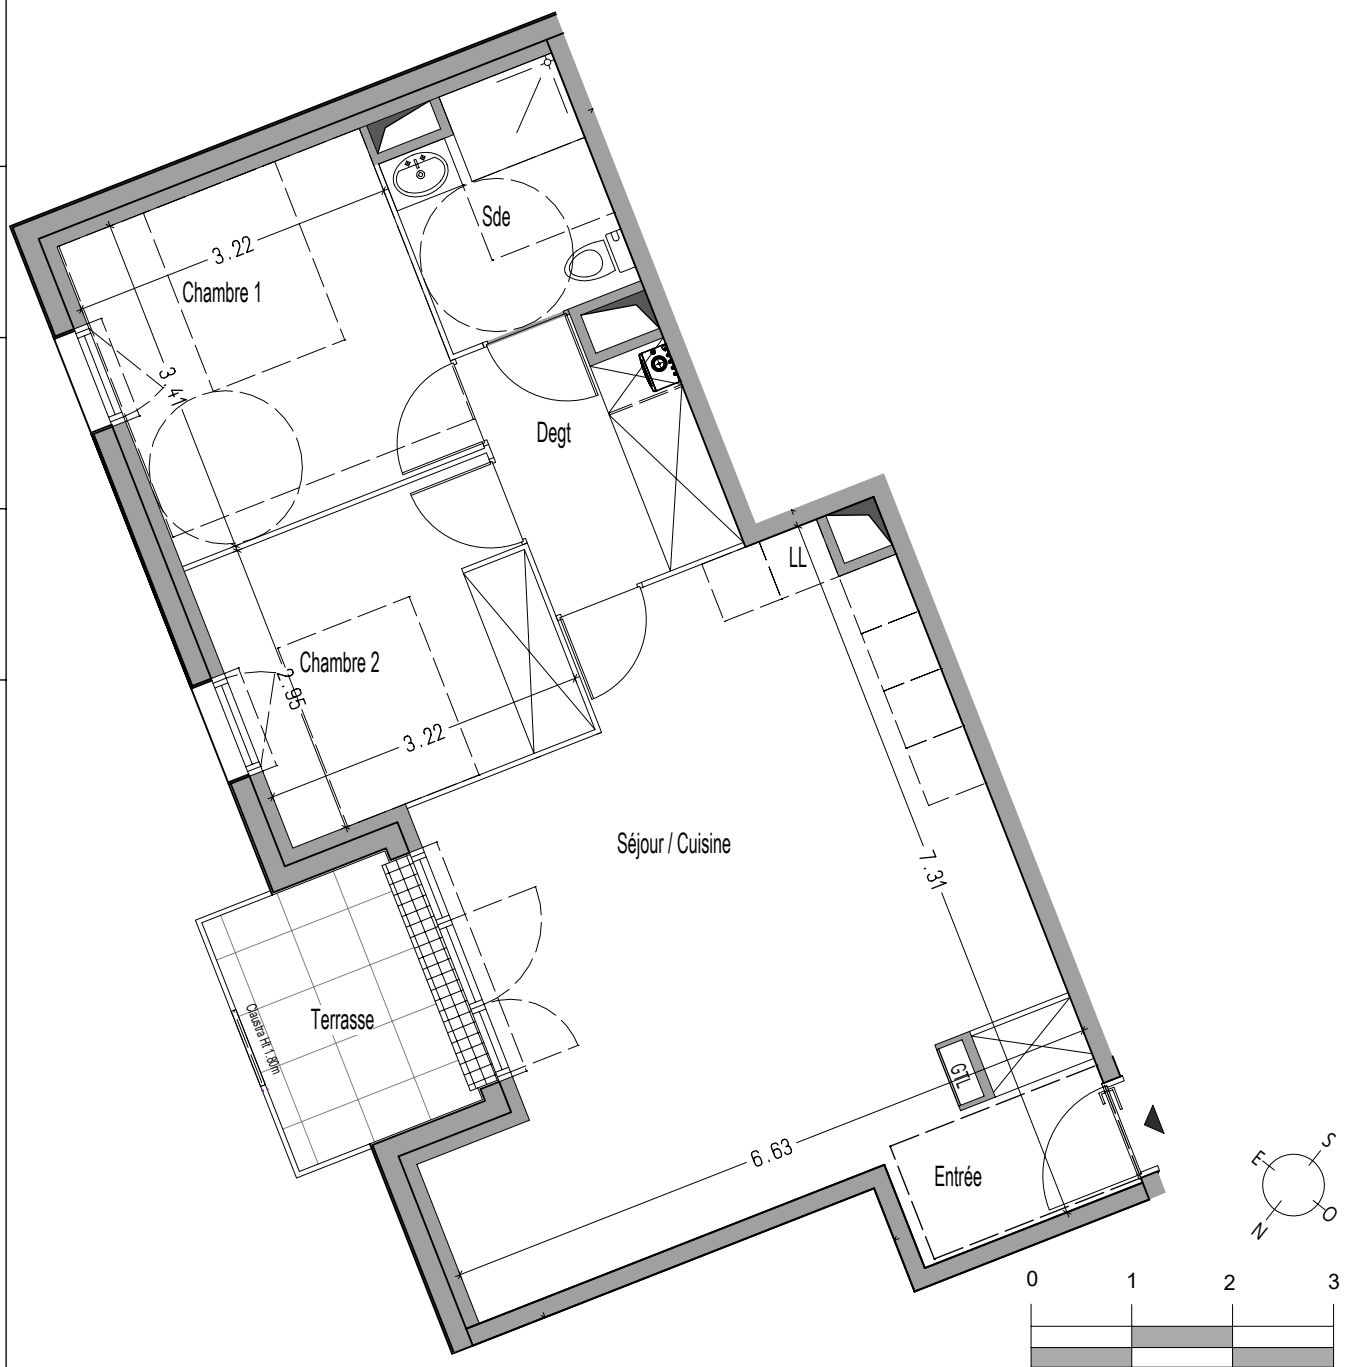 Sde
3.22
Chambre 1
3.41
Degt
LL
Chambre 2
2.95
3.22
Séjour / Cuisine
7.31
Terrasse
Claustra Ht 1.80m
GTL
6.63
Entrée
S
E
O
N
0 1 2 3